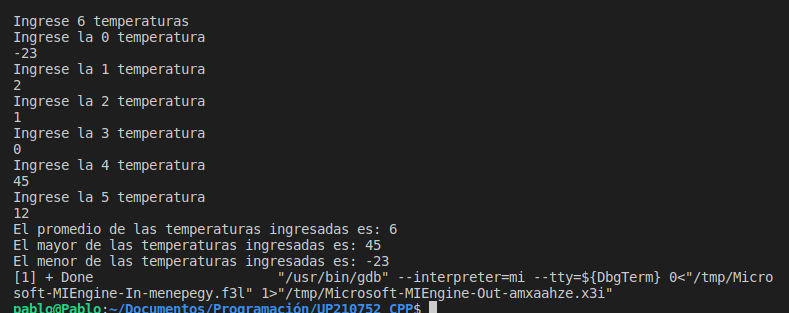 Ingrese 6 temperaturas
Ingrese la 0 temperatura
-23
Ingrese la 1 temperatura
2
Ingrese la 2 temperatura
1
Ingrese la 3 temperatura
0
Ingrese la 4 temperatura
45
Ingrese la 5 temperatura
12
El promedio de las temperaturas ingresadas es: 6
El mayor de las temperaturas ingresadas es: 45
El menor de las temperaturas ingresadas es: -23
[1] + Done                       "/usr/bin/gdb" --interpreter=mi --tty=${DbgTerm} 0<"/tmp/Micro
soft-MIEngine-In-menepegy.f3l" 1>"/tmp/Microsoft-MIEngine-Out-amxaahze.x3i"
pablo@Pablo:~/Documentos/Programación/UP210752_CPP$